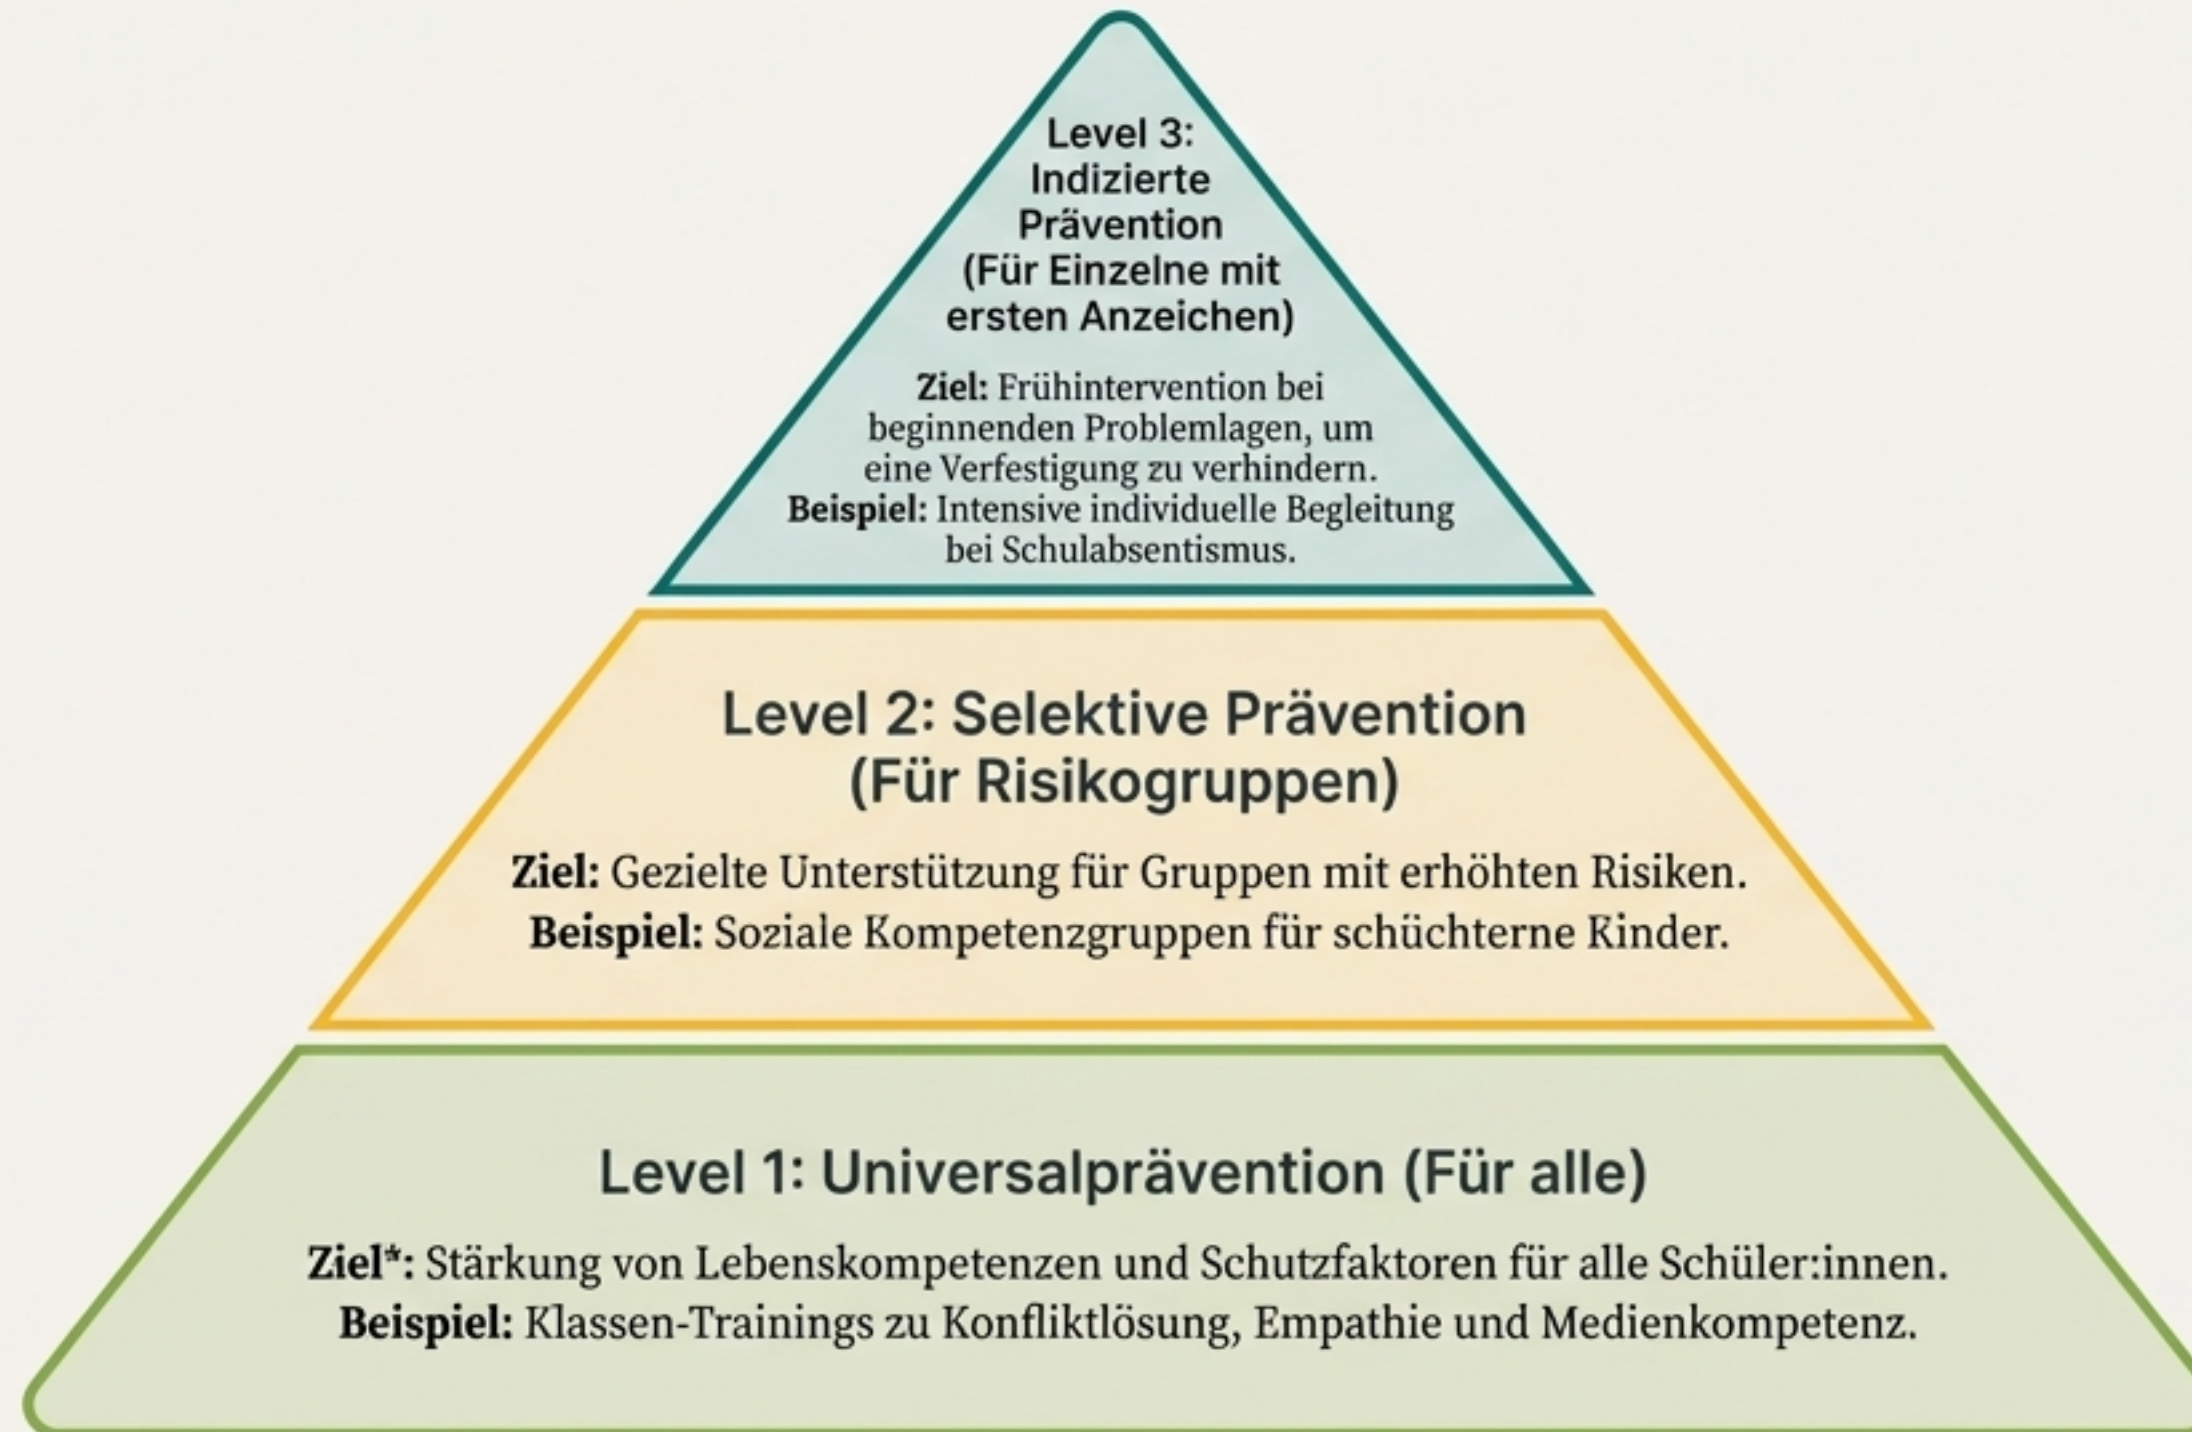 Level 3:
Indizierte
Prävention
(Für Einzelne mit
ersten Anzeichen)
Ziel: Frühintervention bei
beginnenden Problemlagen, um
eine Verfestigung zu verhindern.
Beispiel: Intensive individuelle Begleitung
bei Schulabsentismus.
Level 2: Selektive Prävention
(Für Risikogruppen)
Ziel: Gezielte Unterstützung für Gruppen mit erhöhten Risiken.
Beispiel: Soziale Kompetenzgruppen für schüchterne Kinder.
Level 1: Universalprävention (Für alle)
Ziel*: Stärkung von Lebenskompetenzen und Schutzfaktoren für alle Schüler:innen.
Beispiel: Klassen-Trainings zu Konfliktlösung, Empathie und Medienkompetenz.